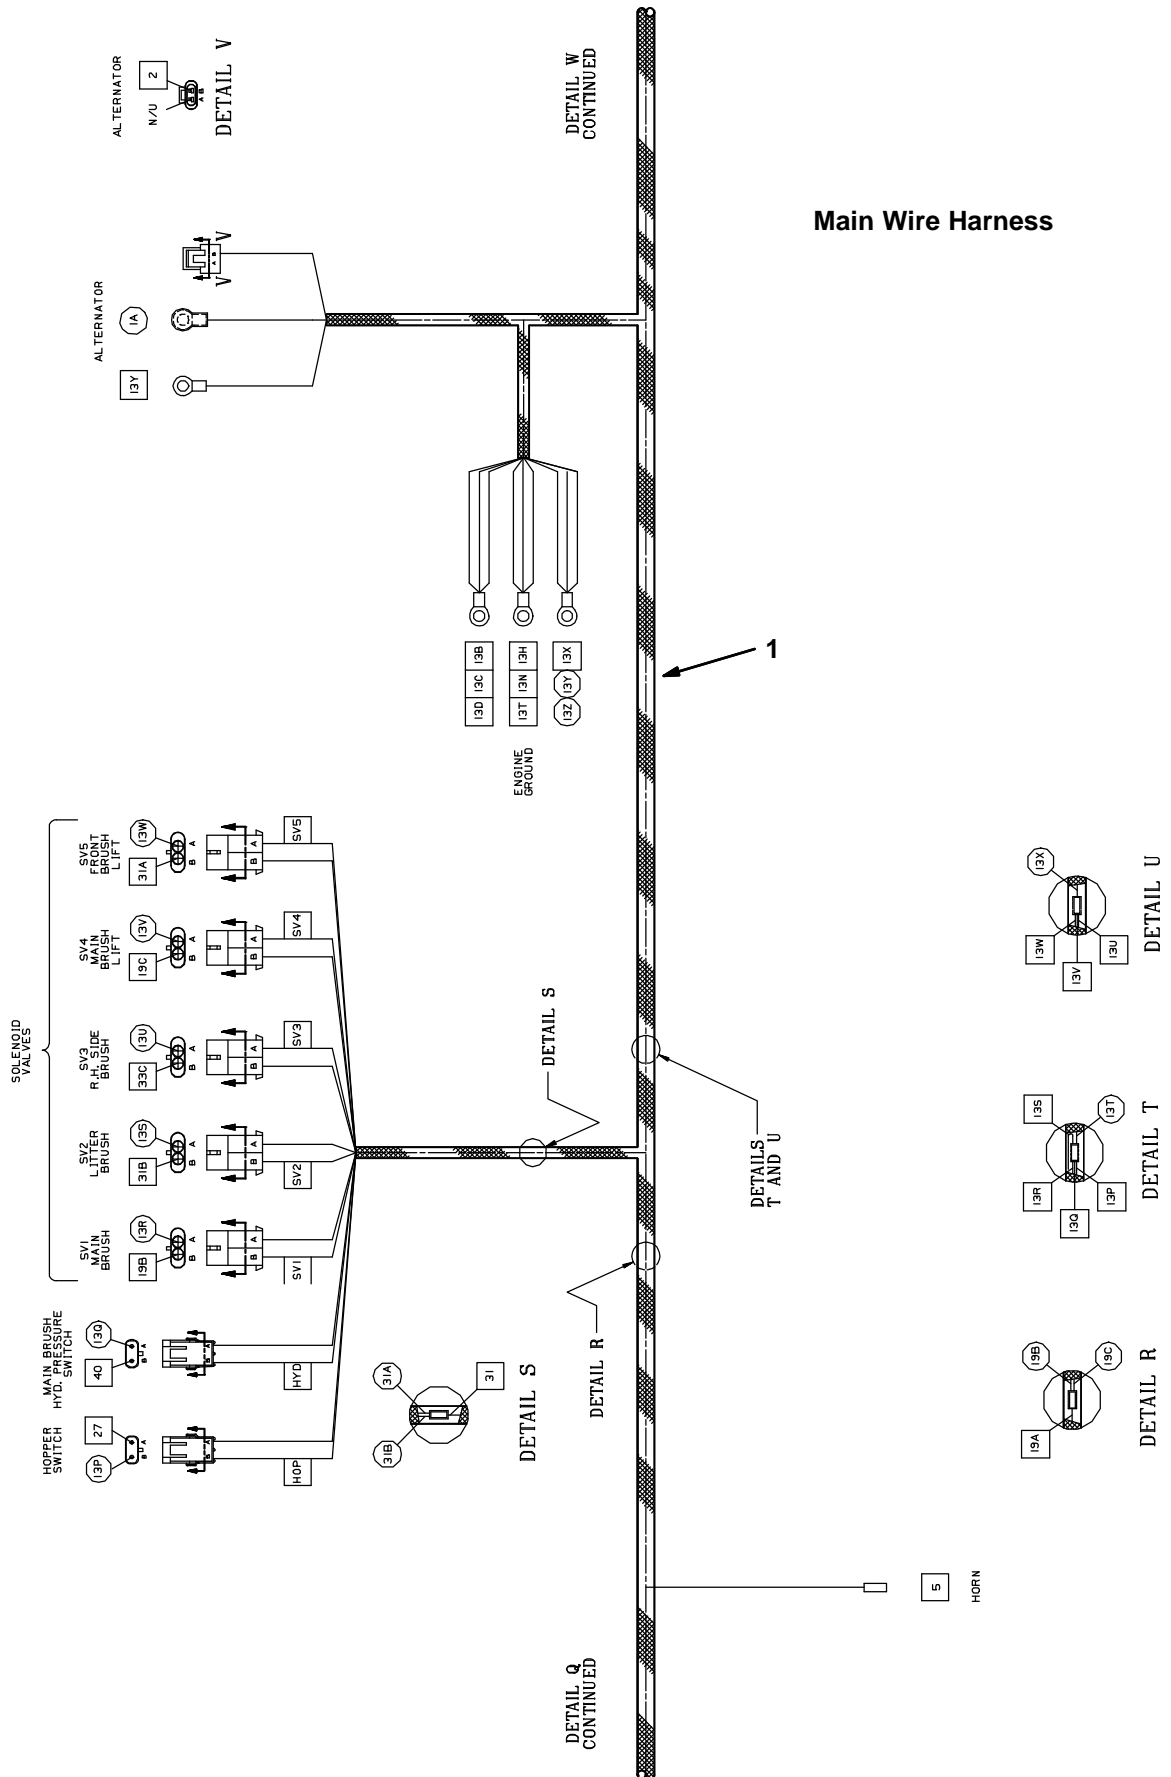 Main Wire Harness
ALTERNATOR
N/U
2
A B
DETAIL V
DETAIL W
CONTINUED
ALTERNATOR
13Y
1A
A B
V
V
13D 13C 13B
13T 13N 13H
13Z 13Y 13X
ENGINE
GROUND
1
SOLENOID
VALVES
SV1
MAIN
BRUSH
19B
13R
B A
B A
SV1
SV2
LITTER
BRUSH
31B
13S
B A
B A
SV2
SV3
R.H. SIDE
BRUSH
33C
13U
B A
B A
SV3
SV4
MAIN
BRUSH
LIFT
19C
13V
B A
B A
SV4
SV5
FRONT
BRUSH
LIFT
31A
13W
B A
B A
SV5
MAIN BRUSH
HYD. PRESSURE
SWITCH
40
13Q
B A
B A
HYD
HOPPER
SWITCH
13P
27
B A
B A
HOP
31B
31A
31
DETAIL S
DETAIL S
DETAIL R
DETAILS
T AND U
DETAIL Q
CONTINUED
5
HORN
19A
19B
19C
DETAIL R
13R
13Q
13P
13S
13T
DETAIL T
13W
13V
13U
13X
DETAIL U